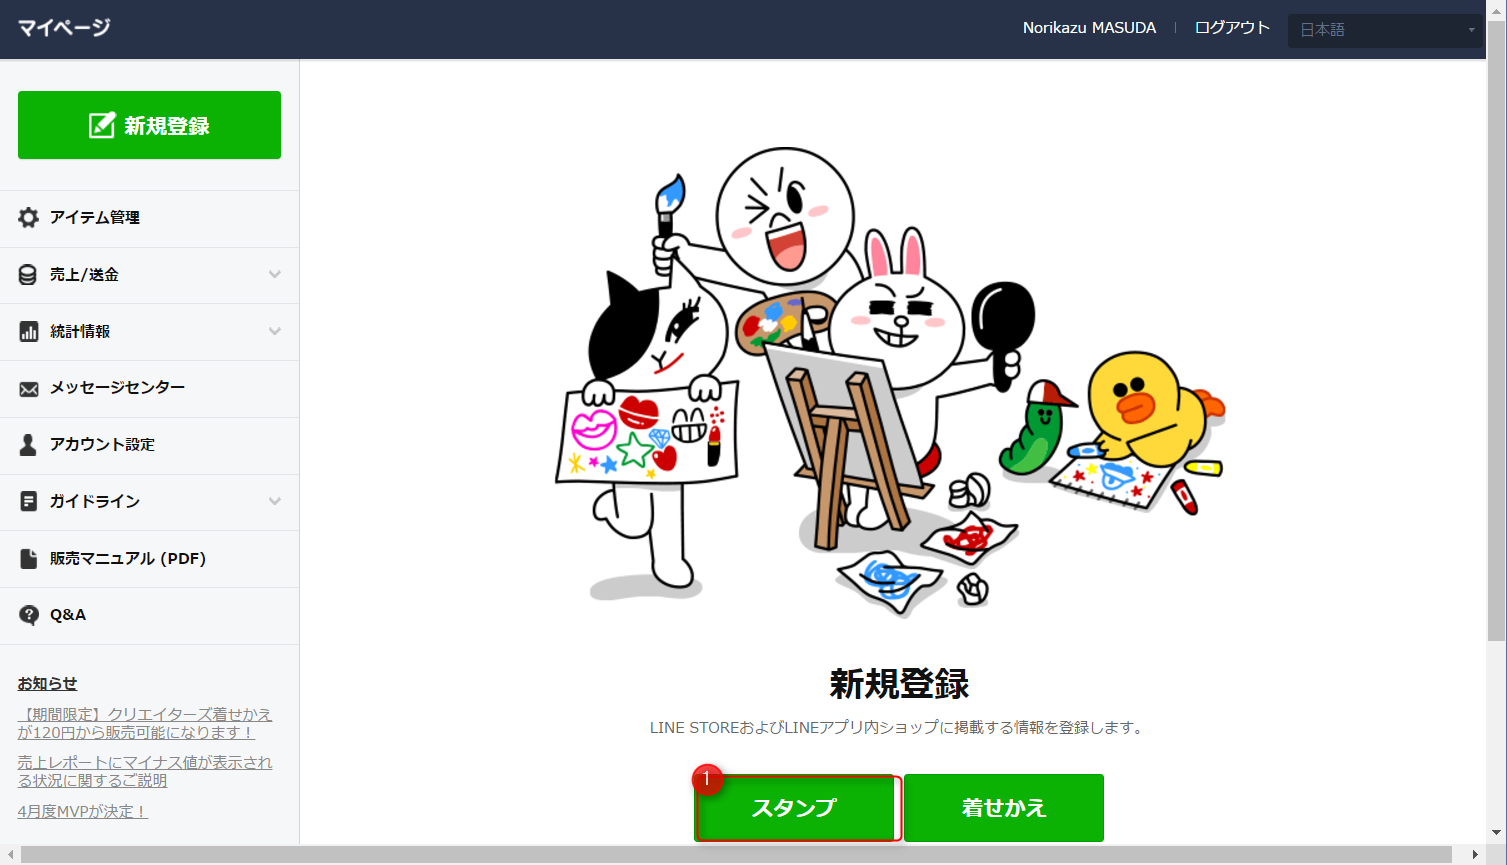 マイページ
Norikazu MASUDA
ログアウト
日本語
新規登録
アイテム管理
売上/送金
統計情報
メッセージセンター
アカウント設定
ガイドライン
販売マニュアル (PDF)
Q&A
お知らせ
【期間限定】クリエイターズ着せかえ
が120円から販売可能になります！
売上レポートにマイナス値が表示され
る状況に関するご説明
4月度MVPが決定！
新規登録
LINE STOREおよびLINEアプリ内ショップに掲載する情報を登録します。
1
スタンプ
着せかえ